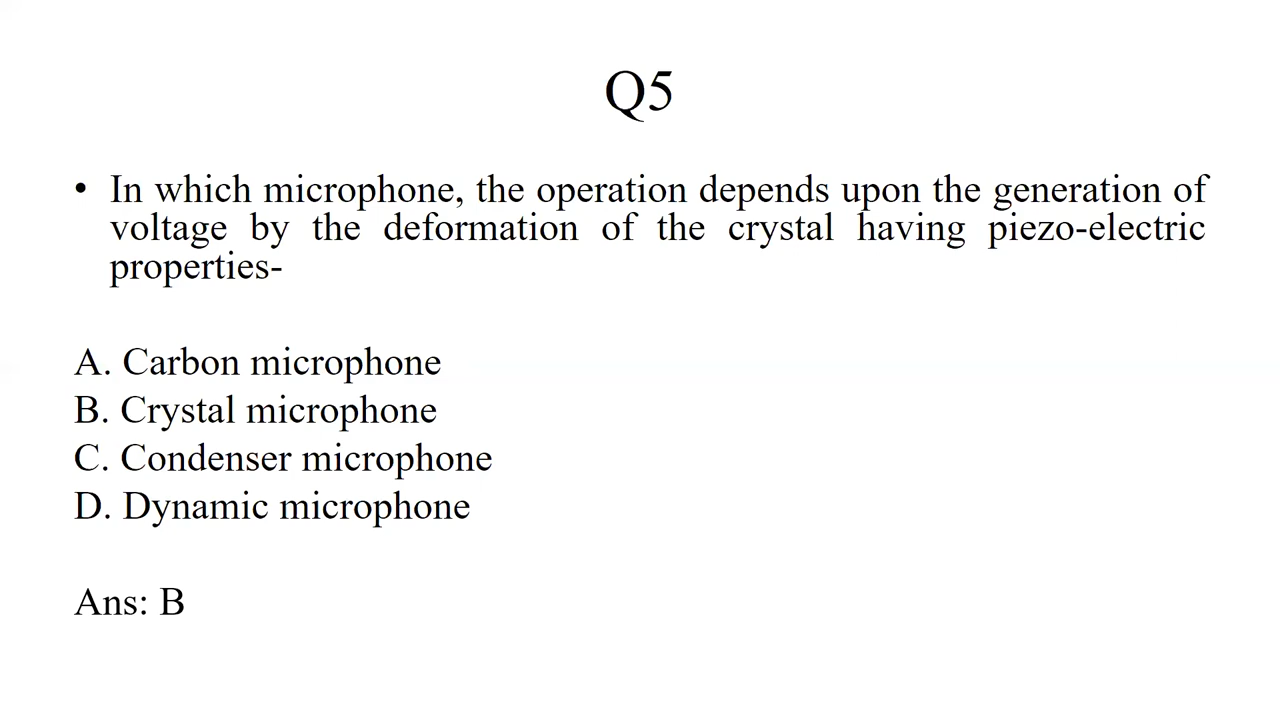 Q5
• In which microphone, the operation depends upon the generation of
voltage by the deformation of the crystal having piezo-electric
properties-
A. Carbon microphone
B. Crystal microphone
C. Condenser microphone
D. Dynamic microphone
Ans: B